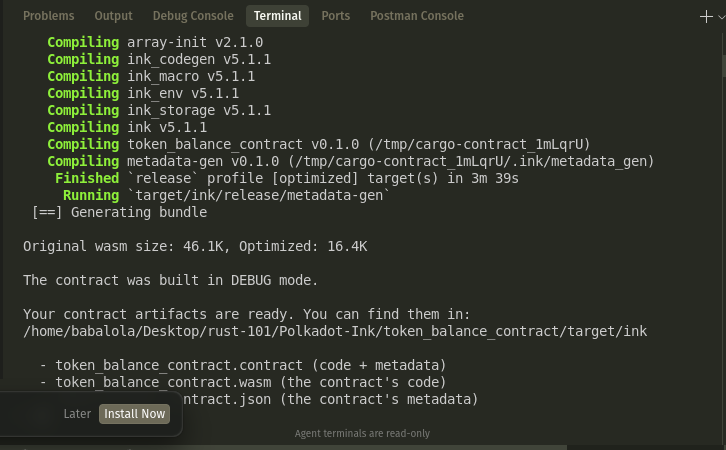 Problems Output Debug Console Terminal Ports Postman Console
Compiling array-init v2.1.0
Compiling ink_codegen v5.1.1
Compiling ink_macro v5.1.1
Compiling ink_env v5.1.1
Compiling ink_storage v5.1.1
Compiling ink v5.1.1
Compiling token_balance_contract v0.1.0 (/tmp/cargo-contract_1mLqrU)
Compiling metadata-gen v0.1.0 (/tmp/cargo-contract_1mLqrU/.ink/metadata_gen)
Finished `release` profile [optimized] target(s) in 3m 39s
Running `target/ink/release/metadata-gen`
[==] Generating bundle
Original wasm size: 46.1K, Optimized: 16.4K
The contract was built in DEBUG mode.
Your contract artifacts are ready. You can find them in:
/home/babalola/Desktop/rust-101/Polkadot-Ink/token_balance_contract/target/ink
- token_balance_contract.contract (code + metadata)
- token_balance_contract.wasm (the contract's code)
ntract.json (the contract's metadata)
Later Install Now
Agent terminals are read-only